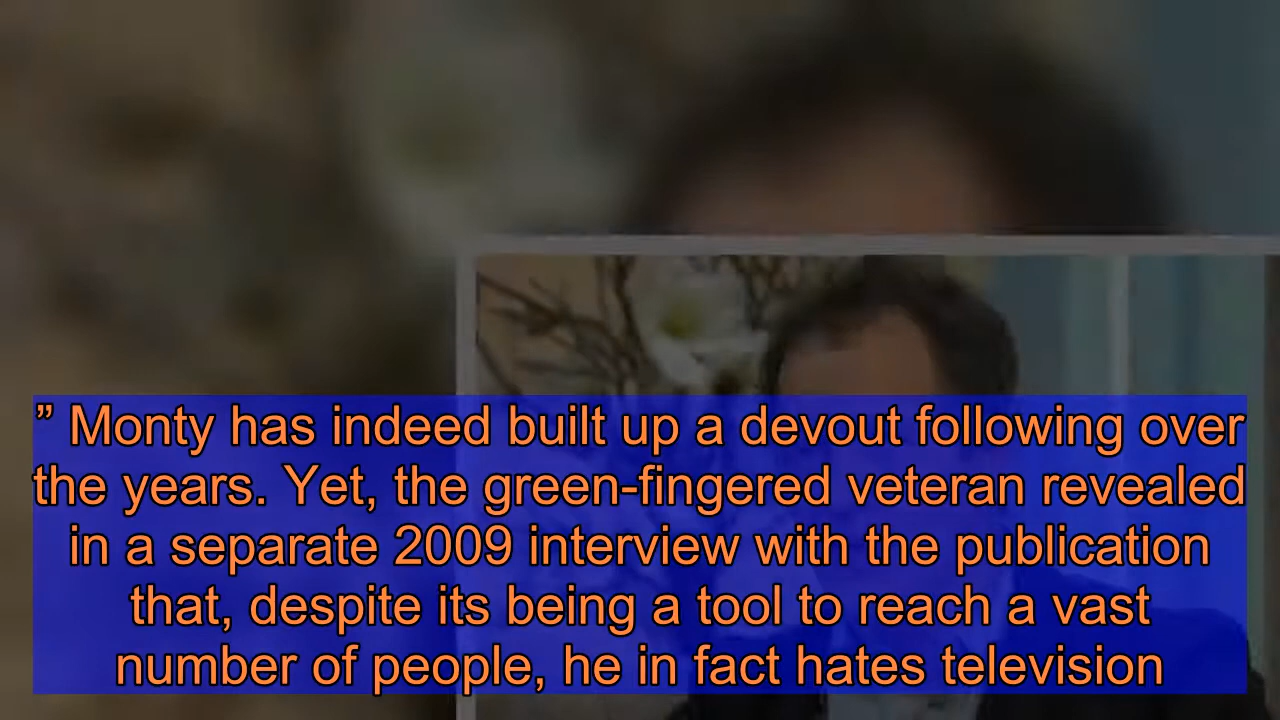 ” Monty has indeed built up a devout following over
the years. Yet, the green-fingered veteran revealed
in a separate 2009 interview with the publication
that, despite its being a tool to reach a vast
number of people, he in fact hates television